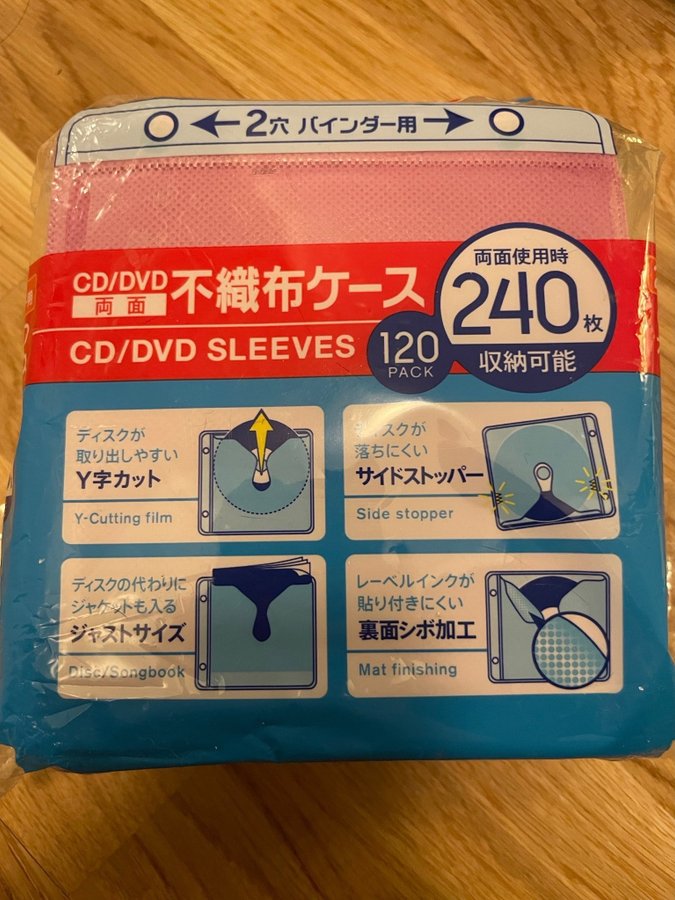 2穴 バインダー用
CD/DVD
両面
不織布ケース
CD/DVD SLEEVES
120
PACK
両面使用時
240枚
収納可能
ディスクが
取り出しやすい
Y字カット
Y-Cutting film
ディスクが
落ちにくい
サイドストッパー
Side stopper
ディスクの代わりに
ジャケットも入る
ジャストサイズ
Disc/Songbook
レーベルインクが
貼り付きにくい
裏面シボ加工
Mat finishing